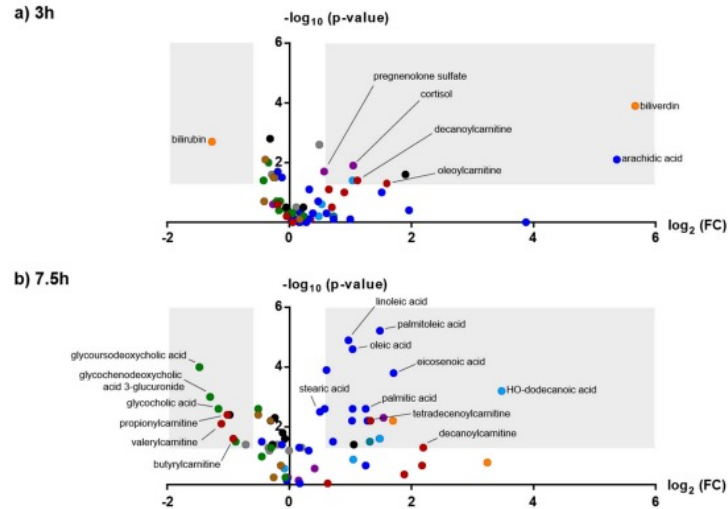 a) 3h
-log10 (p-value)
6
pregnenolone sulfate
4
cortisol
biliverdin
bilirubin
decanoylcarnitine
2
arachidic acid
oleoylcarnitine
0
log2 (FC)
-2
0
2
4
6
b) 7.5h
-log10 (p-value)
6
linoleic acid
palmitoleic acid
oleic acid
glycoursodeoxycholic acid
4
eicosenoic acid
glycochenodeoxycholic
acid 3-glucuronide
stearic acid
HO-dodecanoic acid
glycocholic acid
palmitic acid
propionylcarnitine
2
tetradecenoylcarnitine
valerylcarnitine
decanoylcarnitine
butyrylcarnitine
0
log2 (FC)
-2
0
2
4
6